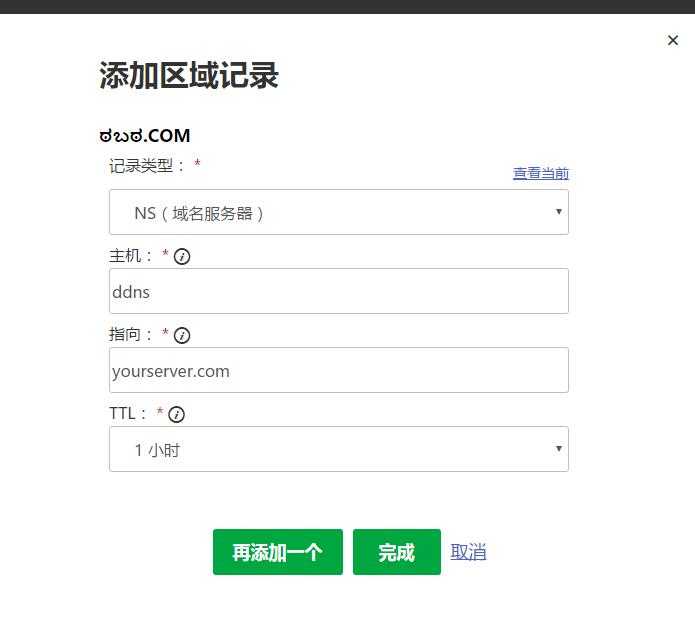 ×
添加区域记录
ಠಬಠ.COM
记录类型： *
查看当前
NS ( 域名服务器 )
主机： *
ddns
指向： *
yourserver.com
TTL： *
1 小时
再添加一个 完成 取消